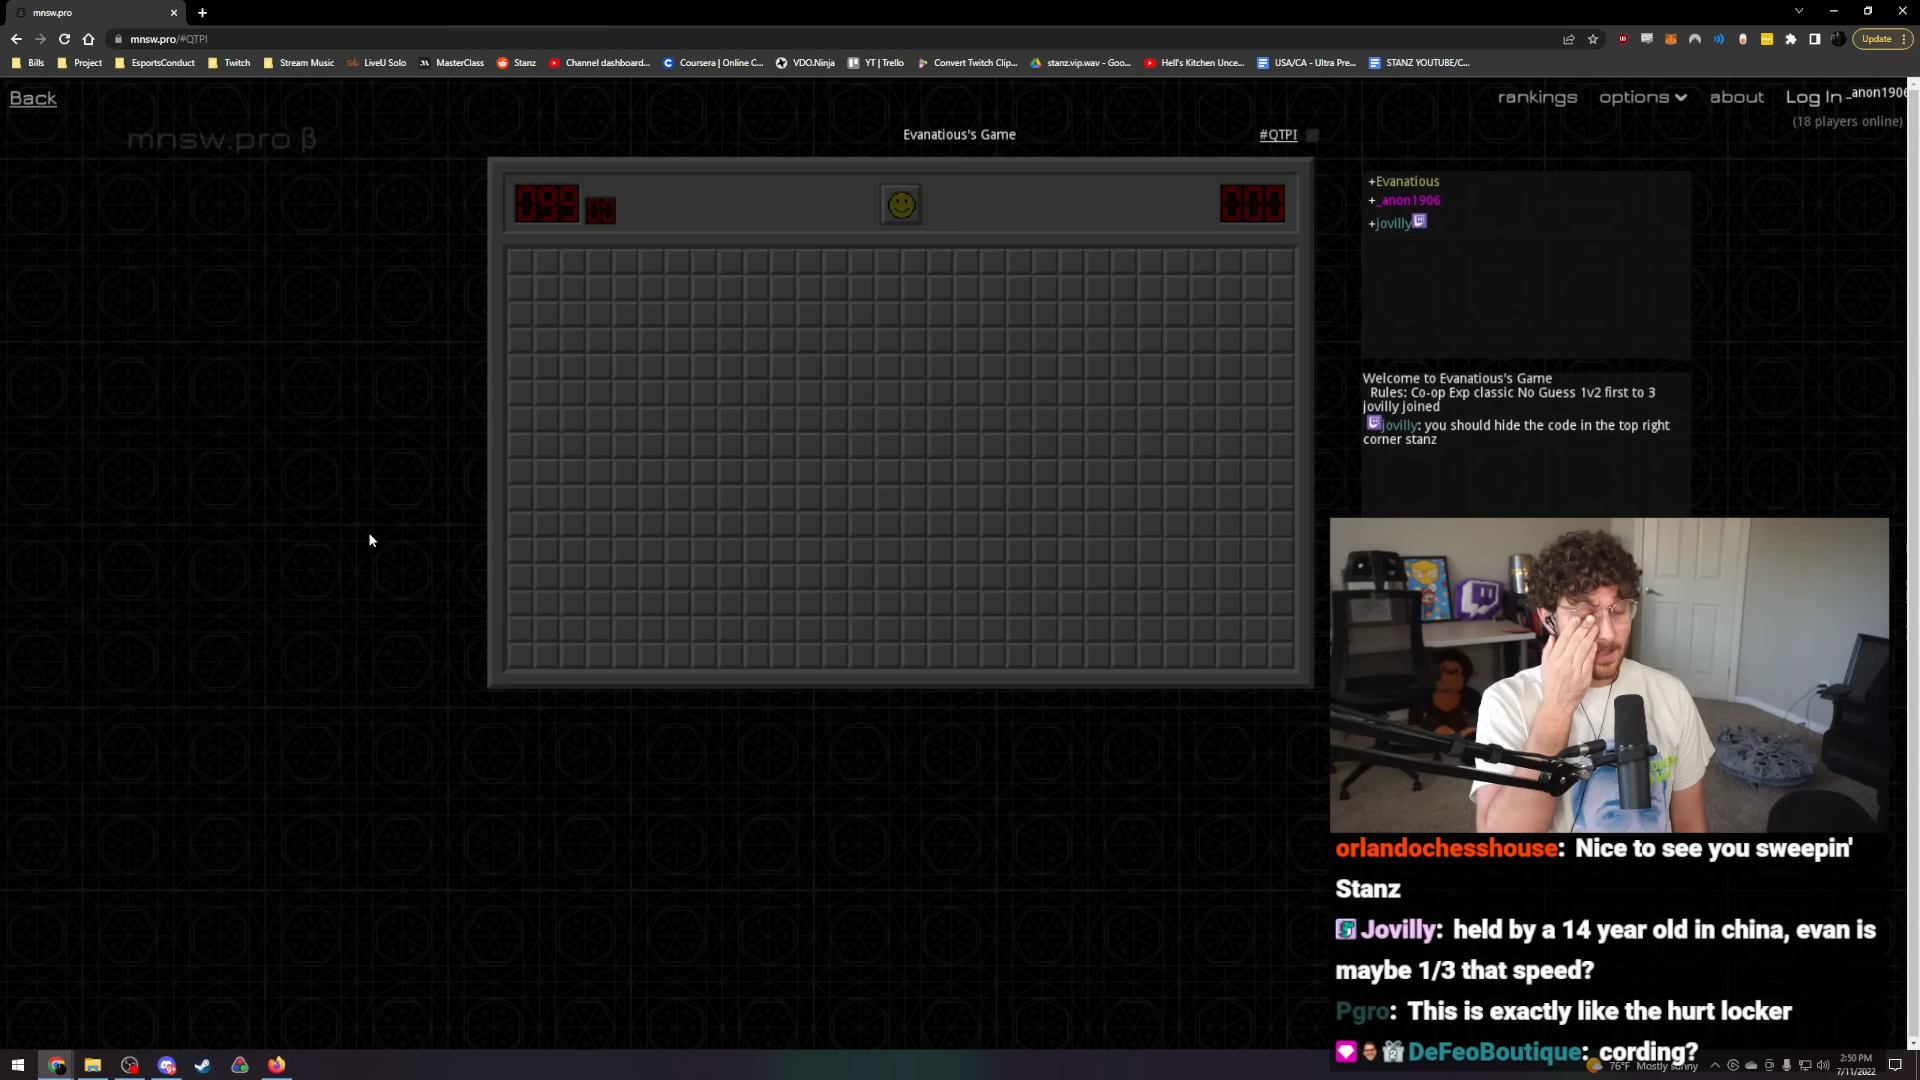 mnsw.pro
mnsw.pro/#QTPI
Update
Bills
Project
EsportsConduct
Twitch
Stream Music
LiveU Solo
MasterClass
Stanz
Channel dashboard...
Coursera | Online C...
VDO.Ninja
YT | Trello
Convert Twitch Clip...
stanz.vip.wav - Goo...
Hell's Kitchen Unce...
USA/CA - Ultra Pre...
STANZ YOUTUBE/C...
Back
rankings
options
about
Log In
_anon1906
(18 players online)
mnsw.pro β
Evanatious's Game
#QTPI
099
00
000
+Evanatious
+_anon1906
+jovilly
Welcome to Evanatious's Game
Rules: Co-op Exp classic No Guess 1v2 first to 3
jovilly joined
jovilly: you should hide the code in the top right
corner stanz
orlandochesshouse: Nice to see you sweepin'
Stanz
Jovilly: held by a 14 year old in china, evan is
maybe 1/3 that speed?
Pgro: This is exactly like the hurt locker
DeFeoBoutique: cording?
76°F Mostly sunny
2:50 PM
7/11/2022